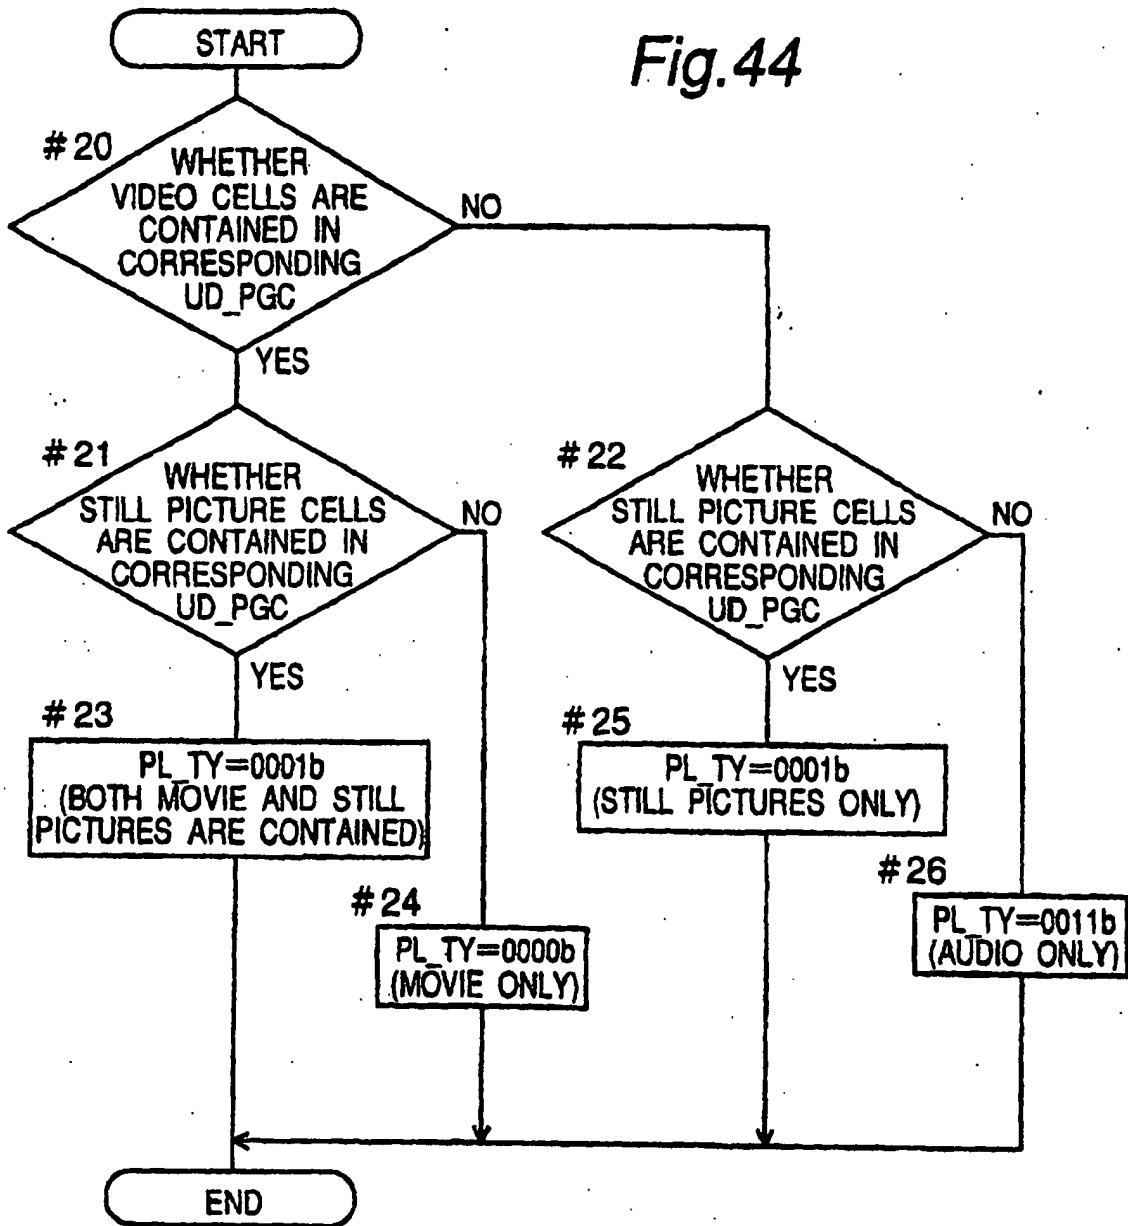 Fig.44
START
#20
WHETHER
VIDEO CELLS ARE
CONTAINED IN
CORRESPONDING
UD_PGC
NO
YES
#21
WHETHER
STILL PICTURE CELLS
ARE CONTAINED IN
CORRESPONDING
UD_PGC
NO
YES
#22
WHETHER
STILL PICTURE CELLS
ARE CONTAINED IN
CORRESPONDING
UD_PGC
NO
YES
#23
PL_TY=0001b
(BOTH MOVIE AND STILL
PICTURES ARE CONTAINED)
#24
PL_TY=0000b
(MOVIE ONLY)
#25
PL_TY=0001b
(STILL PICTURES ONLY)
#26
PL_TY=0011b
(AUDIO ONLY)
END